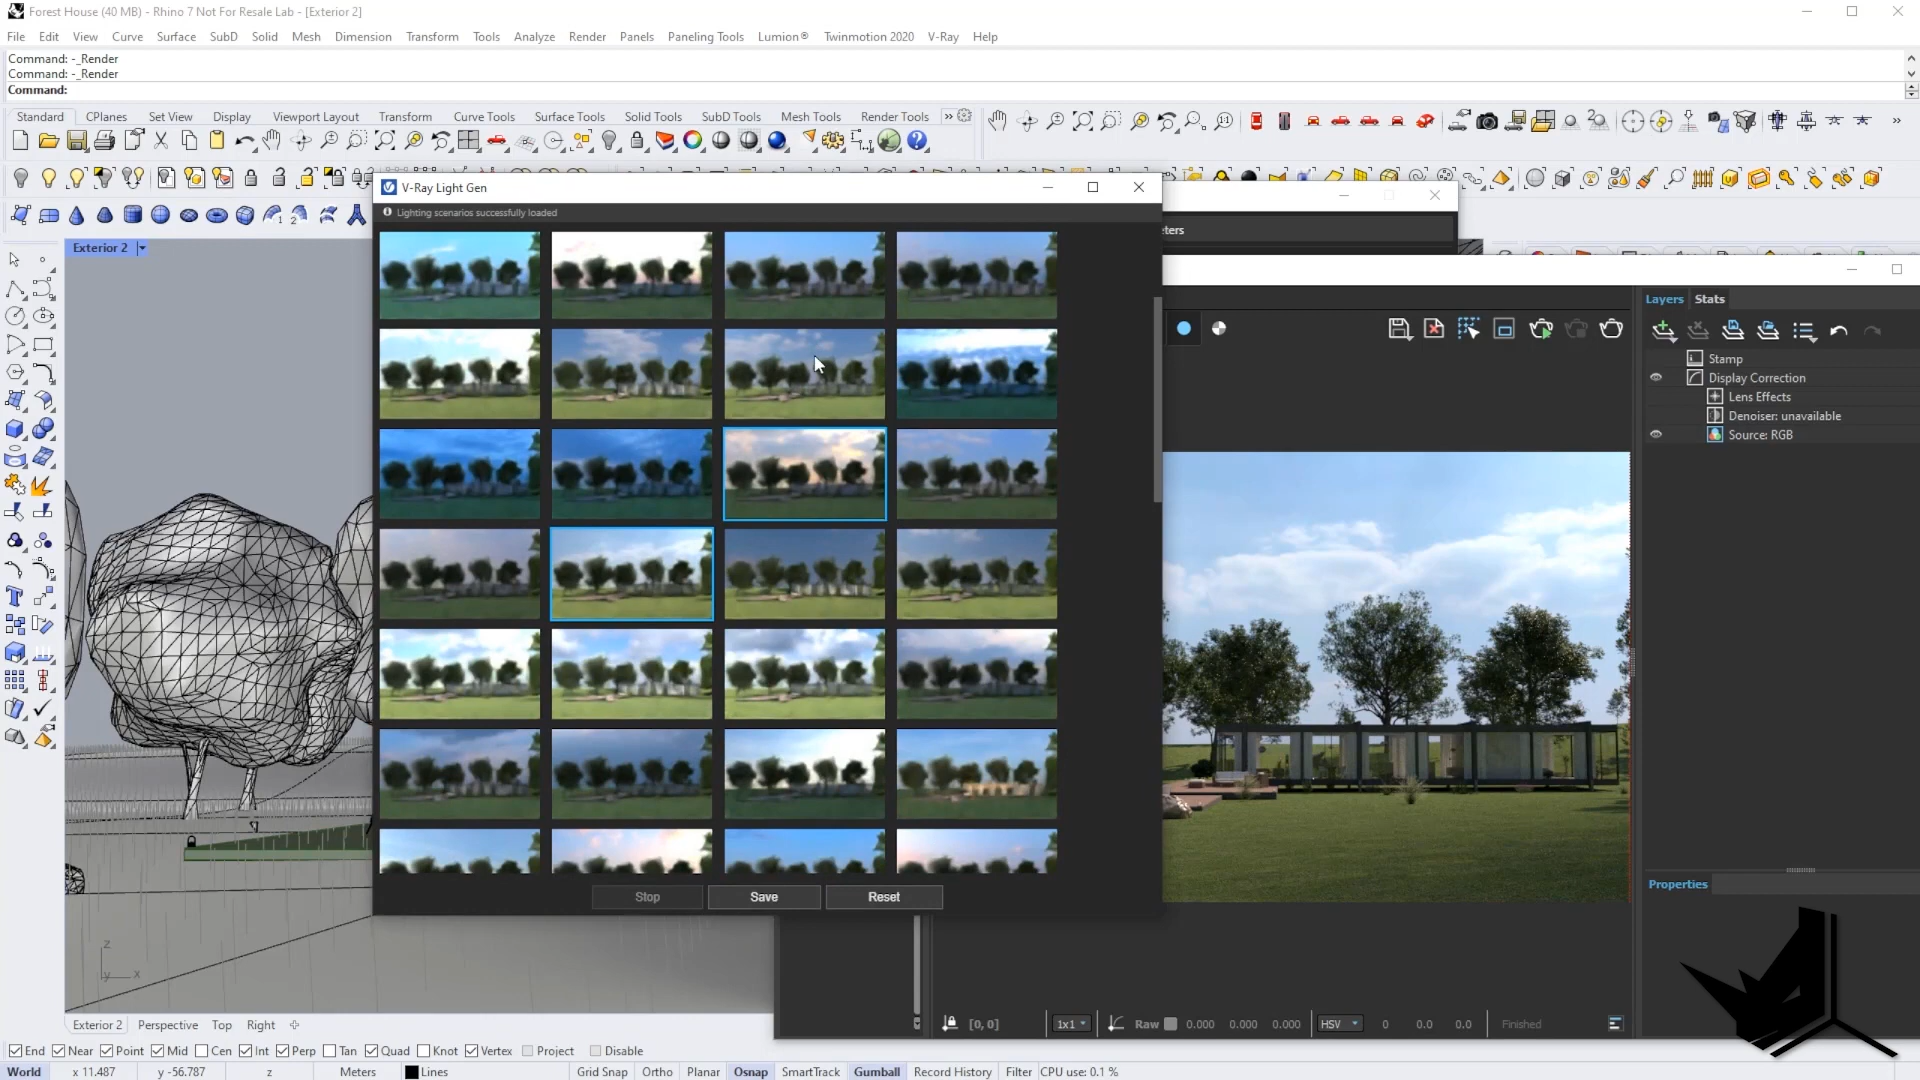 Forest House (40 MB) - Rhino 7 Not For Resale Lab - [Exterior 2]
File Edit View Curve Surface SubD Solid Mesh Dimension Transform Tools Analyze Render Panels Paneling Tools Lumion® Twinmotion 2020 V-Ray Help
Command: -_Render
Command: -_Render
Command:
Standard CPlanes Set View Display Viewport Layout Transform Curve Tools Surface Tools Solid Tools SubD Tools Mesh Tools Render Tools
V-Ray Light Gen
Lighting scenarios successfully loaded
Exterior 2
Layers Stats
Stamp
Display Correction
Lens Effects
Denoiser: unavailable
Source: RGB
Properties
Stop Save Reset
z
y x
[0, 0] 1x1 Raw 0.000 0.000 0.000 HSV 0 0.0 0.0 Finished
Exterior 2 Perspective Top Right
End Near Point Mid Cen Int Perp Tan Quad Knot Vertex Project Disable
World x 11.487 y -56.787 z Meters Lines Grid Snap Ortho Planar Osnap SmartTrack Gumball Record History Filter CPU use: 0.1 %